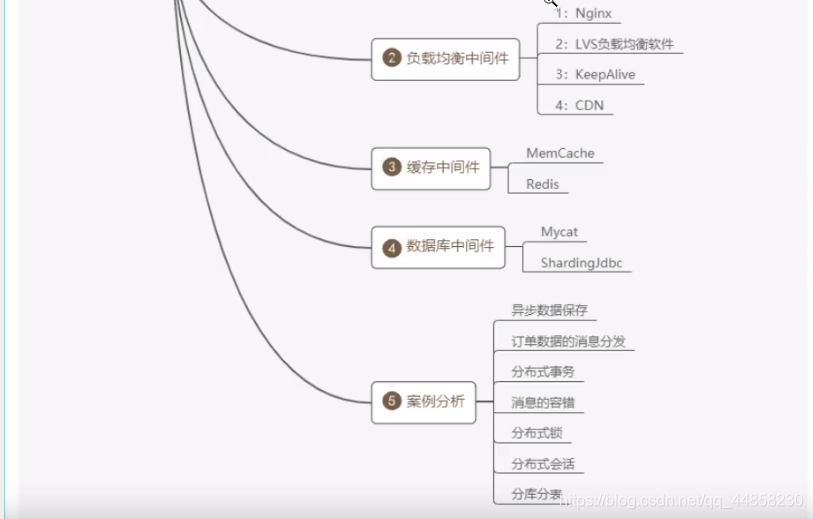 1：Nginx
2 负载均衡中间件
2：LVS负载均衡软件
3：KeepAlive
4：CDN
3 缓存中间件
MemCache
Redis
4 数据库中间件
Mycat
ShardingJdbc
5 案例分析
异步数据保存
订单数据的消息分发
分布式事务
消息的容错
分布式锁
分布式会话
分库分表
https://blog.csdn.net/qq_44858230